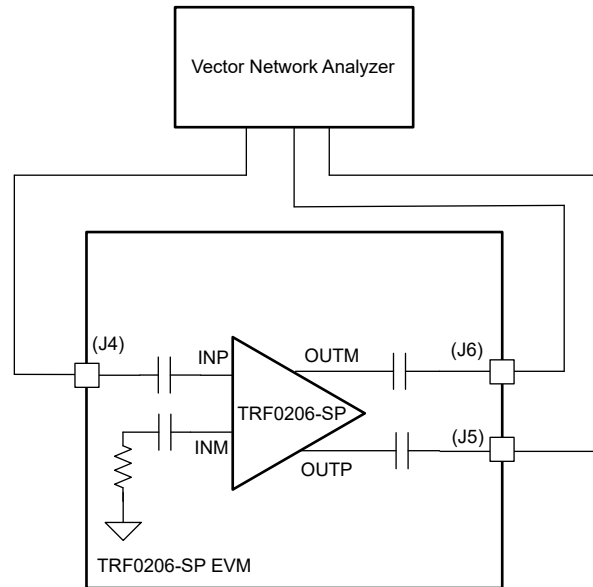 Vector Network Analyzer
(J4)
INP
OUTM
(J6)
TRF0206-SP
INM
OUTP
(J5)
TRF0206-SP EVM